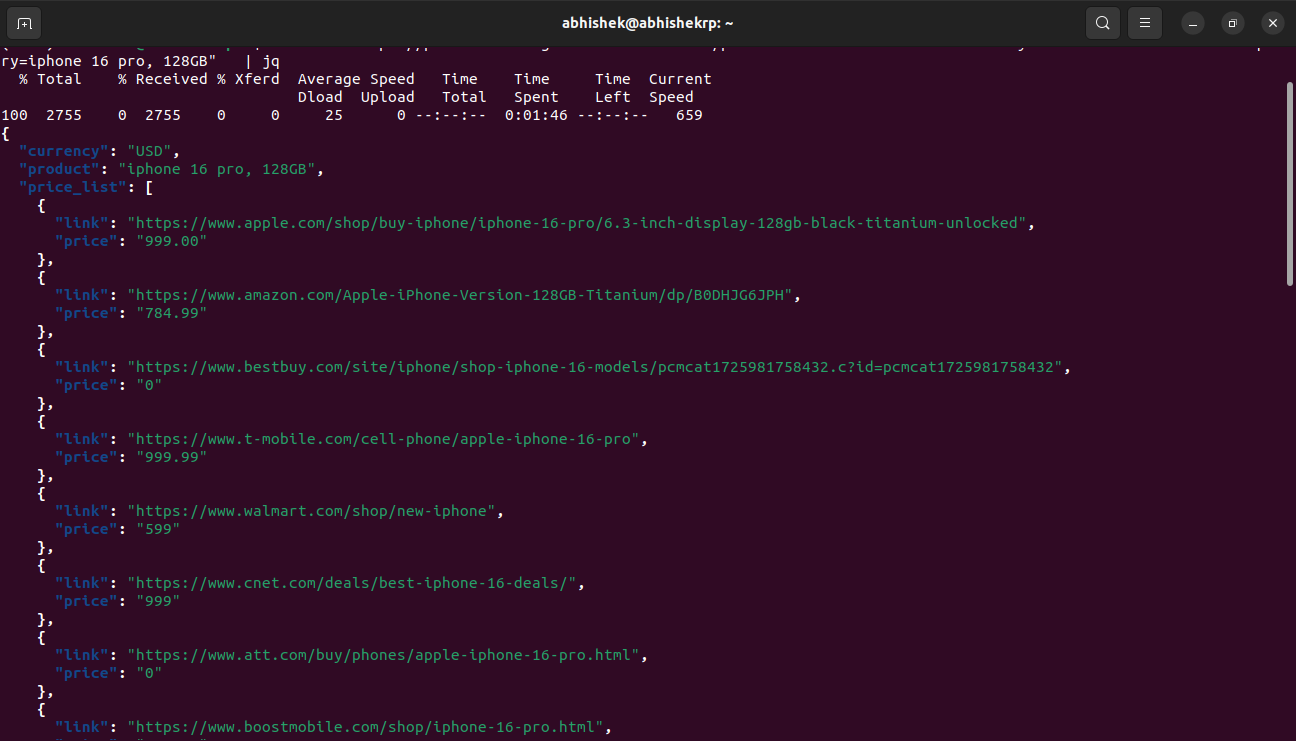 abhishek@abhishekrp: ~
ry=iphone 16 pro, 128GB"   | jq
  % Total    % Received % Xferd  Average Speed   Time    Time     Time  Current
                                 Dload  Upload   Total   Spent    Left  Speed
100  2755    0  2755    0     0     25      0 --:--:--  0:01:46 --:--:--   659
{
  "currency": "USD",
  "product": "iphone 16 pro, 128GB",
  "price_list": [
    {
      "link": "https://www.apple.com/shop/buy-iphone/iphone-16-pro/6.3-inch-display-128gb-black-titanium-unlocked",
      "price": "999.00"
    },
    {
      "link": "https://www.amazon.com/Apple-iPhone-Version-128GB-Titanium/dp/B0DHJG6JPH",
      "price": "784.99"
    },
    {
      "link": "https://www.bestbuy.com/site/iphone/shop-iphone-16-models/pcmcat1725981758432.c?id=pcmcat1725981758432",
      "price": "0"
    },
    {
      "link": "https://www.t-mobile.com/cell-phone/apple-iphone-16-pro",
      "price": "999.99"
    },
    {
      "link": "https://www.walmart.com/shop/new-iphone",
      "price": "599"
    },
    {
      "link": "https://www.cnet.com/deals/best-iphone-16-deals/",
      "price": "999"
    },
    {
      "link": "https://www.att.com/buy/phones/apple-iphone-16-pro.html",
      "price": "0"
    },
    {
      "link": "https://www.boostmobile.com/shop/iphone-16-pro.html",